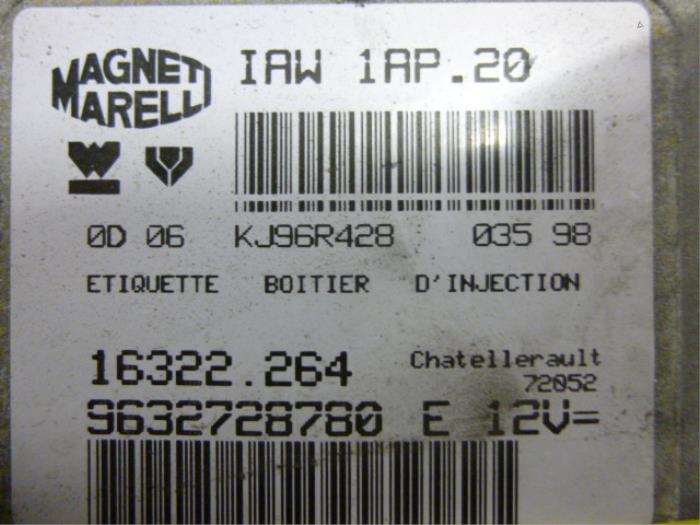 MAGNETI
MARELLI
IAW 1AP.20
0D 06 KJ96R428 035 98
ETIQUETTE BOITIER D'INJECTION
16322.264 Chatellerault
72052
9632728780 E 12V=